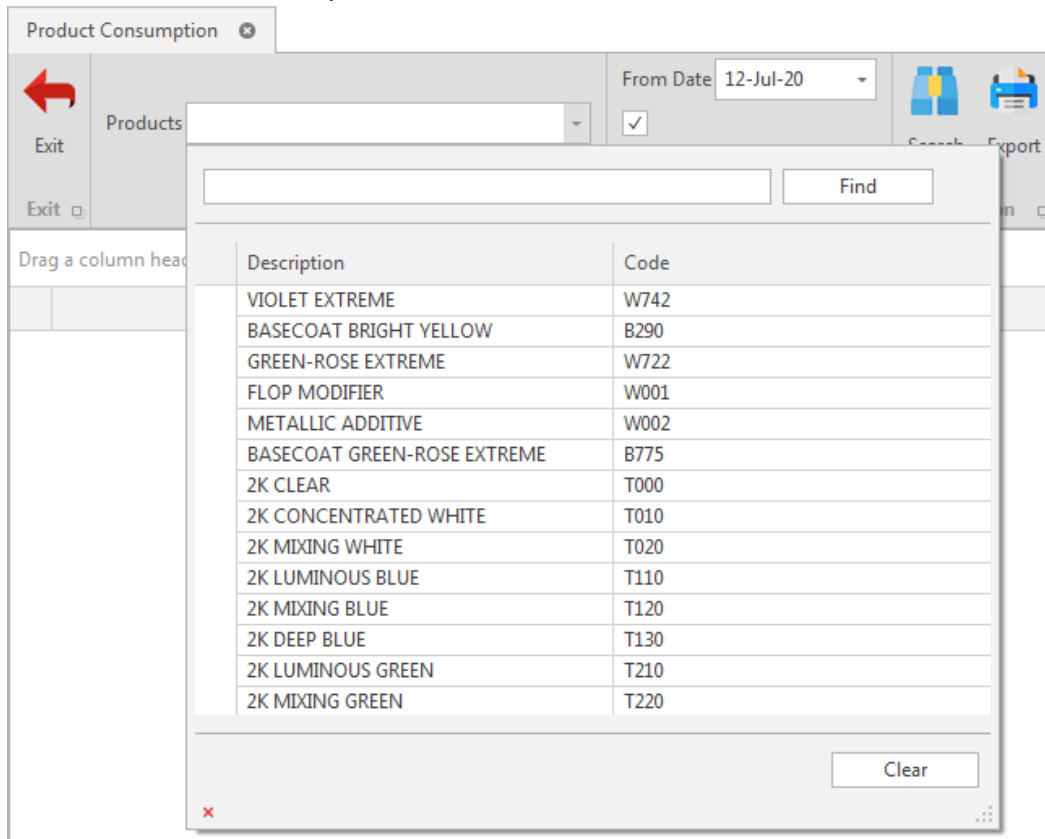 Product Consumption
From Date 12-Jul-20
Products
Exit
Search Export
Find
Exit
on
Drag a column head
Description Code
VIOLET EXTREME W742
BASECOAT BRIGHT YELLOW B290
GREEN-ROSE EXTREME W722
FLOP MODIFIER W001
METALLIC ADDITIVE W002
BASECOAT GREEN-ROSE EXTREME B775
2K CLEAR T000
2K CONCENTRATED WHITE T010
2K MIXING WHITE T020
2K LUMINOUS BLUE T110
2K MIXING BLUE T120
2K DEEP BLUE T130
2K LUMINOUS GREEN T210
2K MIXING GREEN T220
Clear